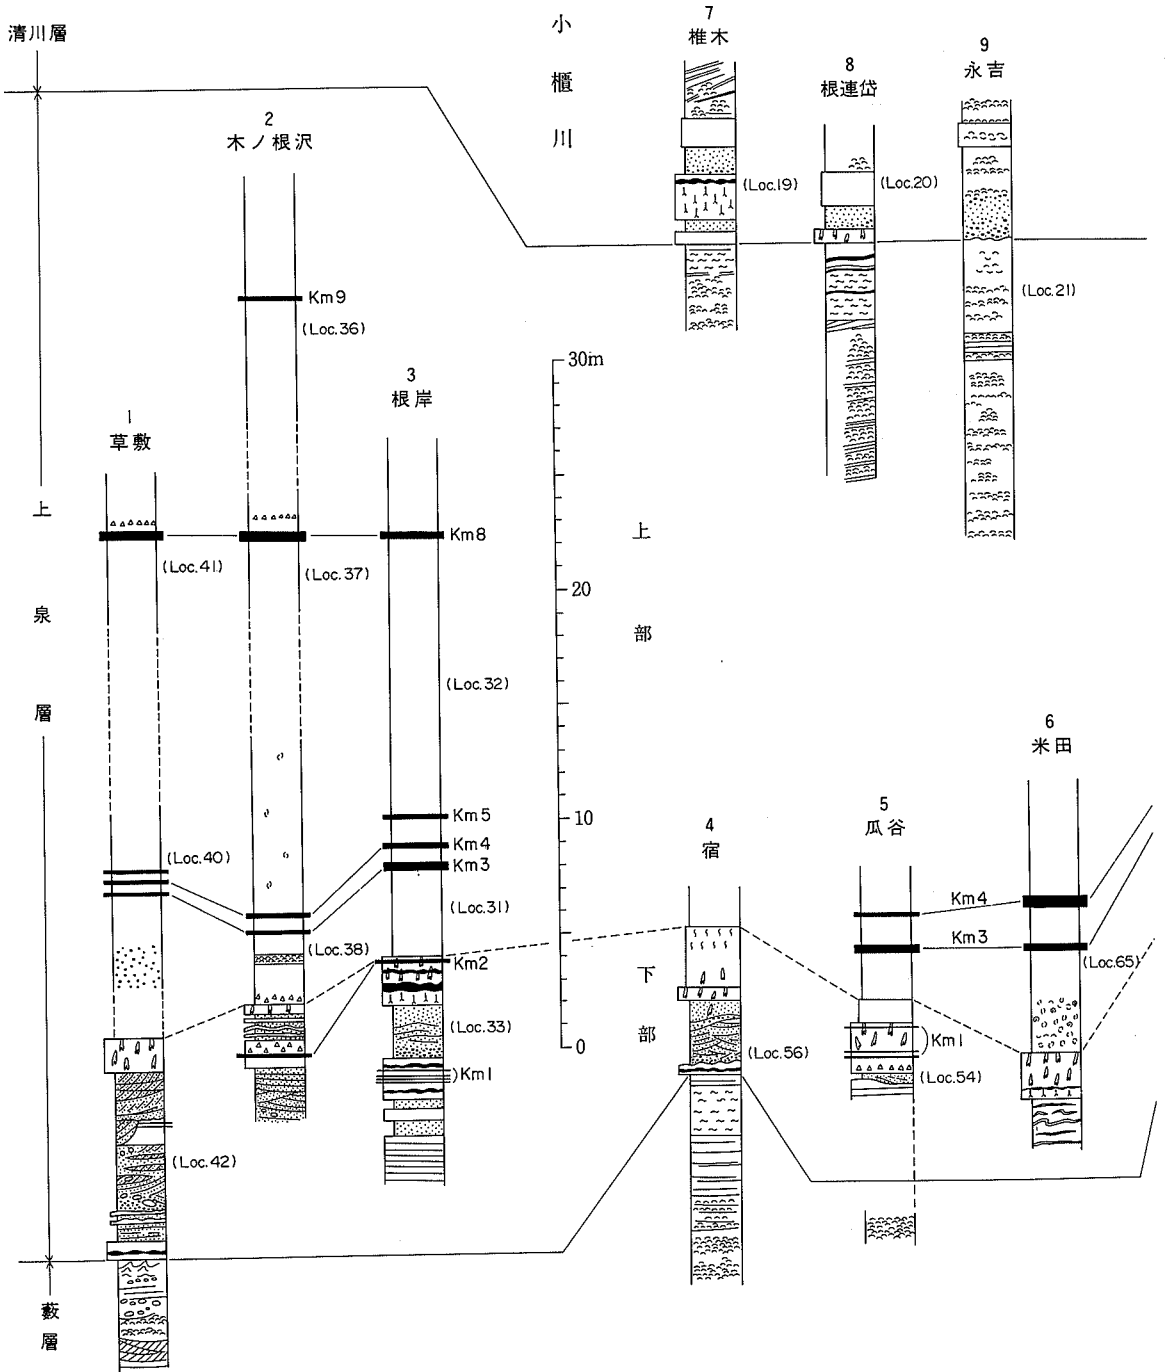 清川層
上泉層
藪層
小櫃川
上部
下部
1
草敷
2
木ノ根沢
3
根岸
4
宿
5
瓜谷
6
米田
7
椎木
8
根連岱
9
永吉
Km9
(Loc.36)
Km8
(Loc.41)
(Loc.37)
(Loc.32)
Km5
Km4
Km3
(Loc.40)
(Loc.31)
(Loc.38)
Km2
(Loc.33)
Km1
(Loc.42)
30m
20
10
0
(Loc.19)
(Loc.20)
(Loc.21)
Km4
Km3
(Loc.65)
Km1
(Loc.56)
(Loc.54)